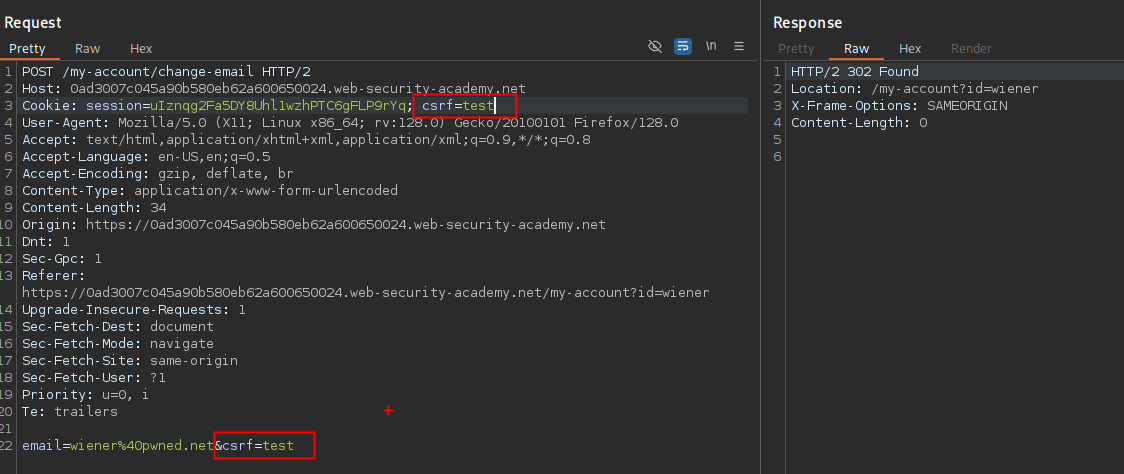 Request
Pretty Raw Hex
\n
1 POST /my-account/change-email HTTP/2
2 Host: 0ad3007c045a90b580eb62a600650024.web-security-academy.net
3 Cookie: session=uIznqg2Fa5DY8Uhl1wzhPTC6gFLP9rYq; csrf=test
4 User-Agent: Mozilla/5.0 (X11; Linux x86_64; rv:128.0) Gecko/20100101 Firefox/128.0
5 Accept: text/html,application/xhtml+xml,application/xml;q=0.9,*/*;q=0.8
6 Accept-Language: en-US,en;q=0.5
7 Accept-Encoding: gzip, deflate, br
8 Content-Type: application/x-www-form-urlencoded
9 Content-Length: 34
10 Origin: https://0ad3007c045a90b580eb62a600650024.web-security-academy.net
11 Dnt: 1
12 Sec-Gpc: 1
13 Referer:
https://0ad3007c045a90b580eb62a600650024.web-security-academy.net/my-account?id=wiener
14 Upgrade-Insecure-Requests: 1
15 Sec-Fetch-Dest: document
16 Sec-Fetch-Mode: navigate
17 Sec-Fetch-Site: same-origin
18 Sec-Fetch-User: ?1
19 Priority: u=0, i
20 Te: trailers
21
22 email=wiener%40pwned.net&csrf=test
Response
Pretty Raw Hex Render
1 HTTP/2 302 Found
2 Location: /my-account?id=wiener
3 X-Frame-Options: SAMEORIGIN
4 Content-Length: 0
5
6